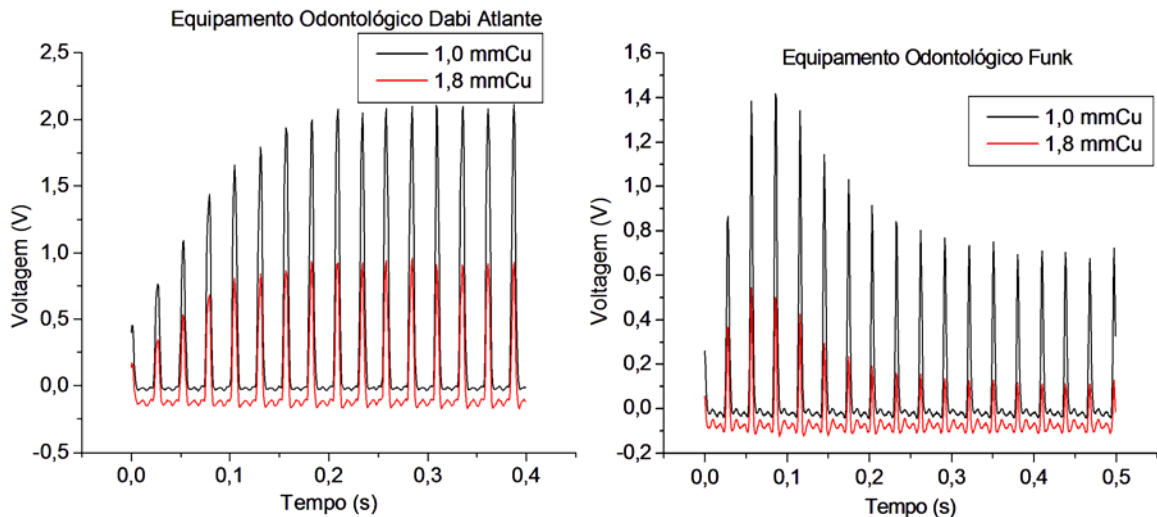 Equipamento Odontológico Dabi Atlante
2,5
2,0
1,5
1,0
0,5
0,0
-0,5
Voltagem (V)
1,0 mmCu
1,8 mmCu
0,0 0,1 0,2 0,3 0,4
Tempo (s)
Equipamento Odontológico Funk
1,6
1,4
1,2
1,0
0,8
0,6
0,4
0,2
0,0
-0,2
Voltagem (V)
1,0 mmCu
1,8 mmCu
0,0 0,1 0,2 0,3 0,4 0,5
Tempo (s)